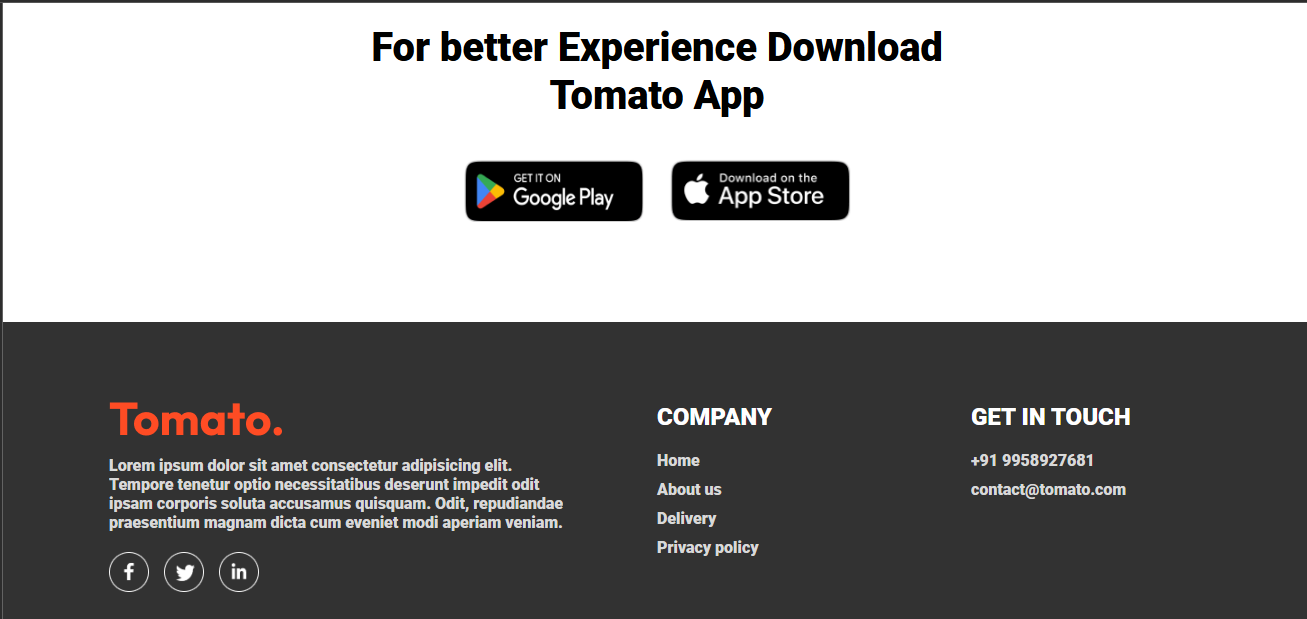 For better Experience Download
Tomato App
GET IT ON
Google Play
Download on the
App Store
Tomato.
Lorem ipsum dolor sit amet consectetur adipisicing elit.
Tempore tenetur optio necessitatibus deserunt impedit odit
ipsam corporis soluta accusamus quisquam. Odit, repudiandae
praesentium magnam dicta cum eveniet modi aperiam veniam.
f
in
COMPANY
Home
About us
Delivery
Privacy policy
GET IN TOUCH
+91 9958927681
contact@tomato.com